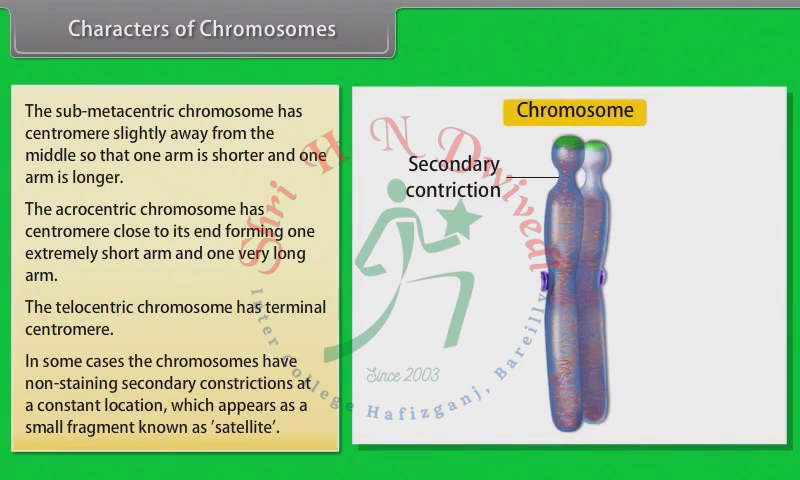 Characters of Chromosomes
The sub-metacentric chromosome has
centromere slightly away from the
middle so that one arm is shorter and one
arm is longer.
The acrocentric chromosome has
centromere close to its end forming one
extremely short arm and one very long
arm.
The telocentric chromosome has terminal
centromere.
In some cases the chromosomes have
non-staining secondary constrictions at
a constant location, which appears as a
small fragment known as 'satellite'.
Chromosome
Secondary
contriction
Shri H N Dwivedi
Inter College Hafizganj, Bareilly
Since 2003